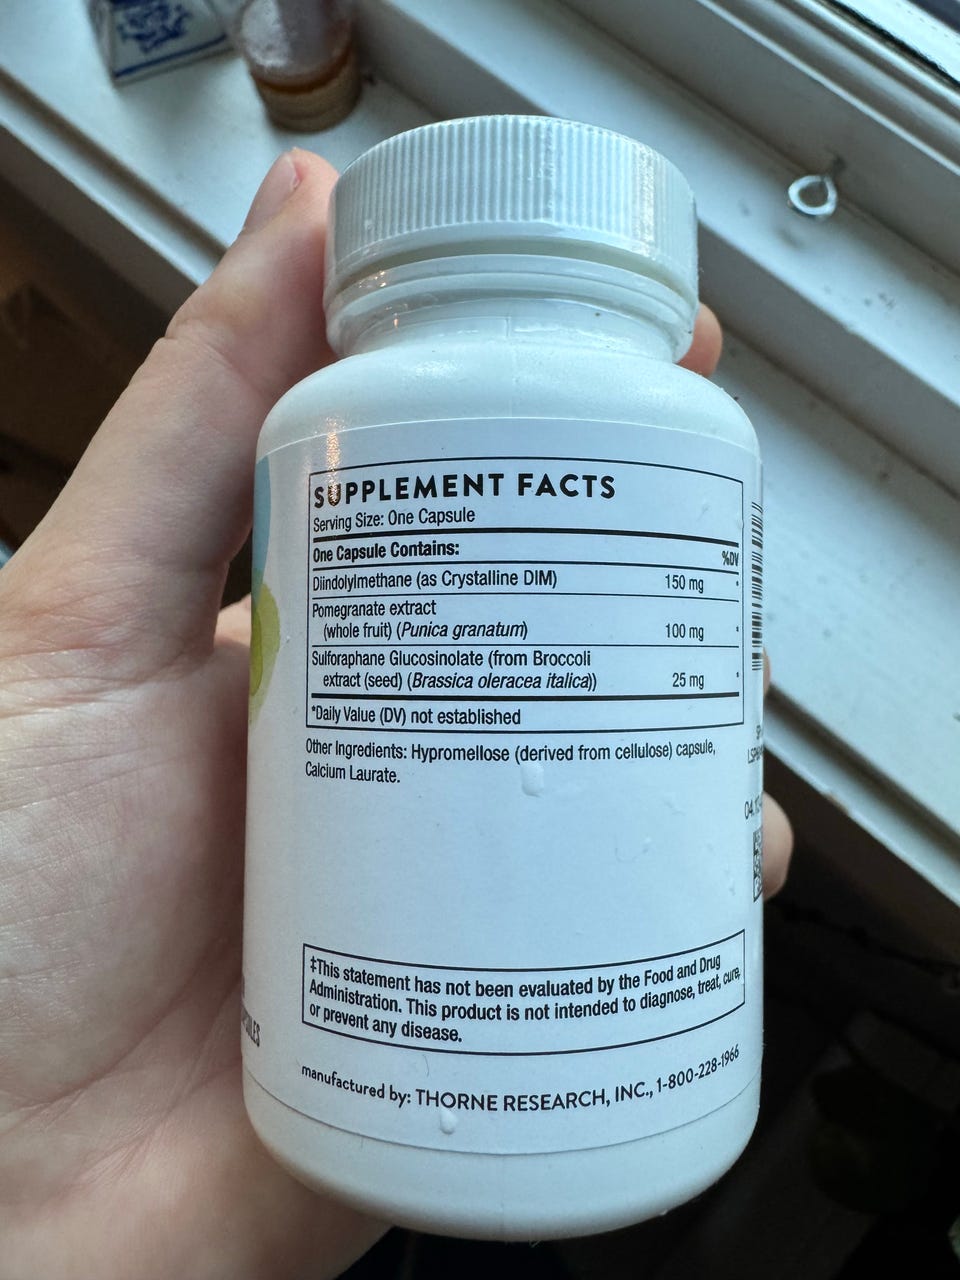 SUPPLEMENT FACTS
Serving Size: One Capsule
One Capsule Contains:
%DV
Diindolylmethane (as Crystalline DIM) 150 mg *
Pomegranate extract
(whole fruit) (Punica granatum) 100 mg *
Sulforaphane Glucosinolate (from Broccoli
extract (seed) (Brassica oleracea italica)) 25 mg *
*Daily Value (DV) not established
Other Ingredients: Hypromellose (derived from cellulose) capsule,
Calcium Laurate.
‡This statement has not been evaluated by the Food and Drug
Administration. This product is not intended to diagnose, treat, cure,
or prevent any disease.
manufactured by: THORNE RESEARCH, INC., 1-800-228-1966